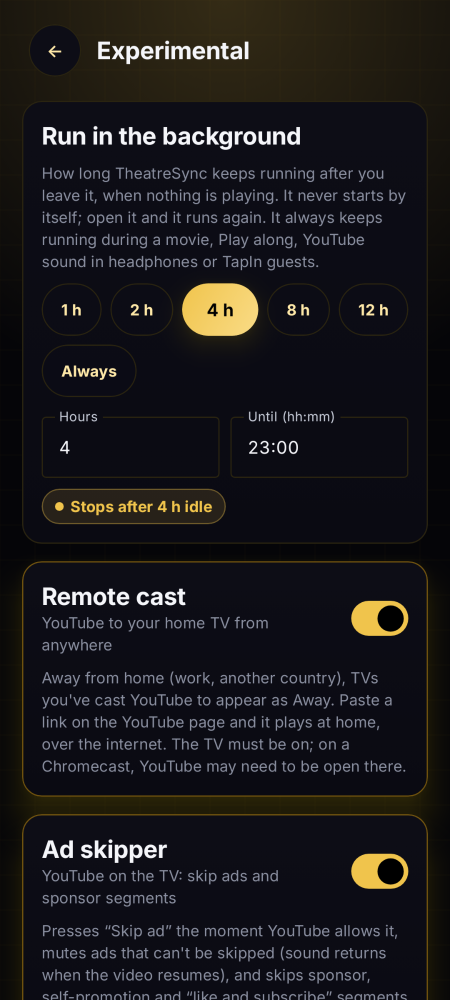 Experimental
Run in the background
How long TheatreSync keeps running after you
leave it, when nothing is playing. It never starts by
itself; open it and it runs again. It always keeps
running during a movie, Play along, YouTube
sound in headphones or TapIn guests.
1 h 2 h 4 h 8 h 12 h
Always
Hours Until (hh:mm)
4 23:00
Stops after 4 h idle
Remote cast
YouTube to your home TV from
anywhere
Away from home (work, another country), TVs
you've cast YouTube to appear as Away. Paste a
link on the YouTube page and it plays at home,
over the internet. The TV must be on; on a
Chromecast, YouTube may need to be open there.
Ad skipper
YouTube on the TV: skip ads and
sponsor segments
Presses “Skip ad” the moment YouTube allows it,
mutes ads that can't be skipped (sound returns
when the video resumes), and skips sponsor,
self-promotion and “like and subscribe” segments